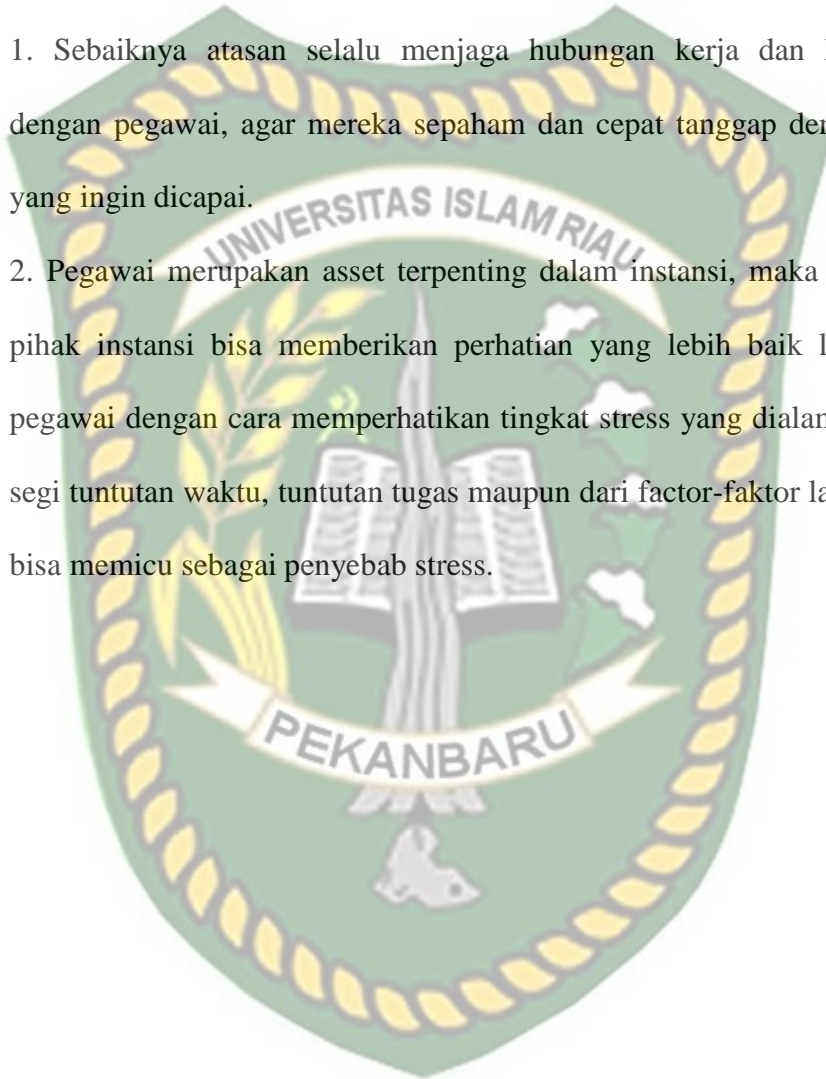 1. Sebaiknya atasan selalu menjaga hubungan kerja dan
dengan pegawai, agar mereka sepaham dan cepat tanggap
yang ingin dicapai.
UNIVERSITAS ISLAM RIAU
2. Pegawai merupakan asset terpenting dalam instansi, maka
pihak instansi bisa memberikan perhatian yang lebih baik
pegawai dengan cara memperhatikan tingkat stress yang
segi tuntutan waktu, tuntutan tugas maupun dari factor-faktor
bisa memicu sebagai penyebab stress.
PEKANBARU